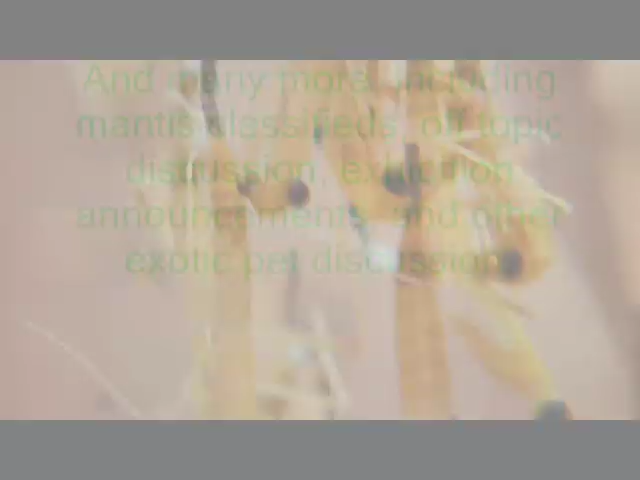 And many more, including
mantis classifieds, off topic
discussion, exhibition
announcements, and other
exotic pet discussion.